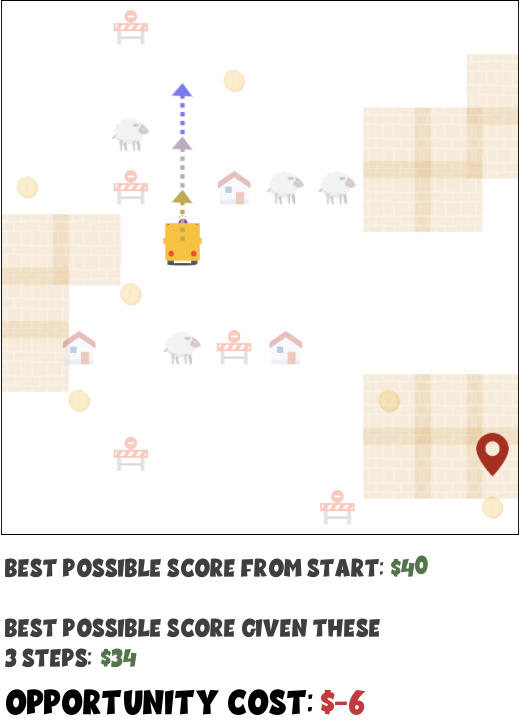 BEST POSSIBLE SCORE FROM START: $40
BEST POSSIBLE SCORE GIVEN THESE
3 STEPS: $34
OPPORTUNITY COST: $-6